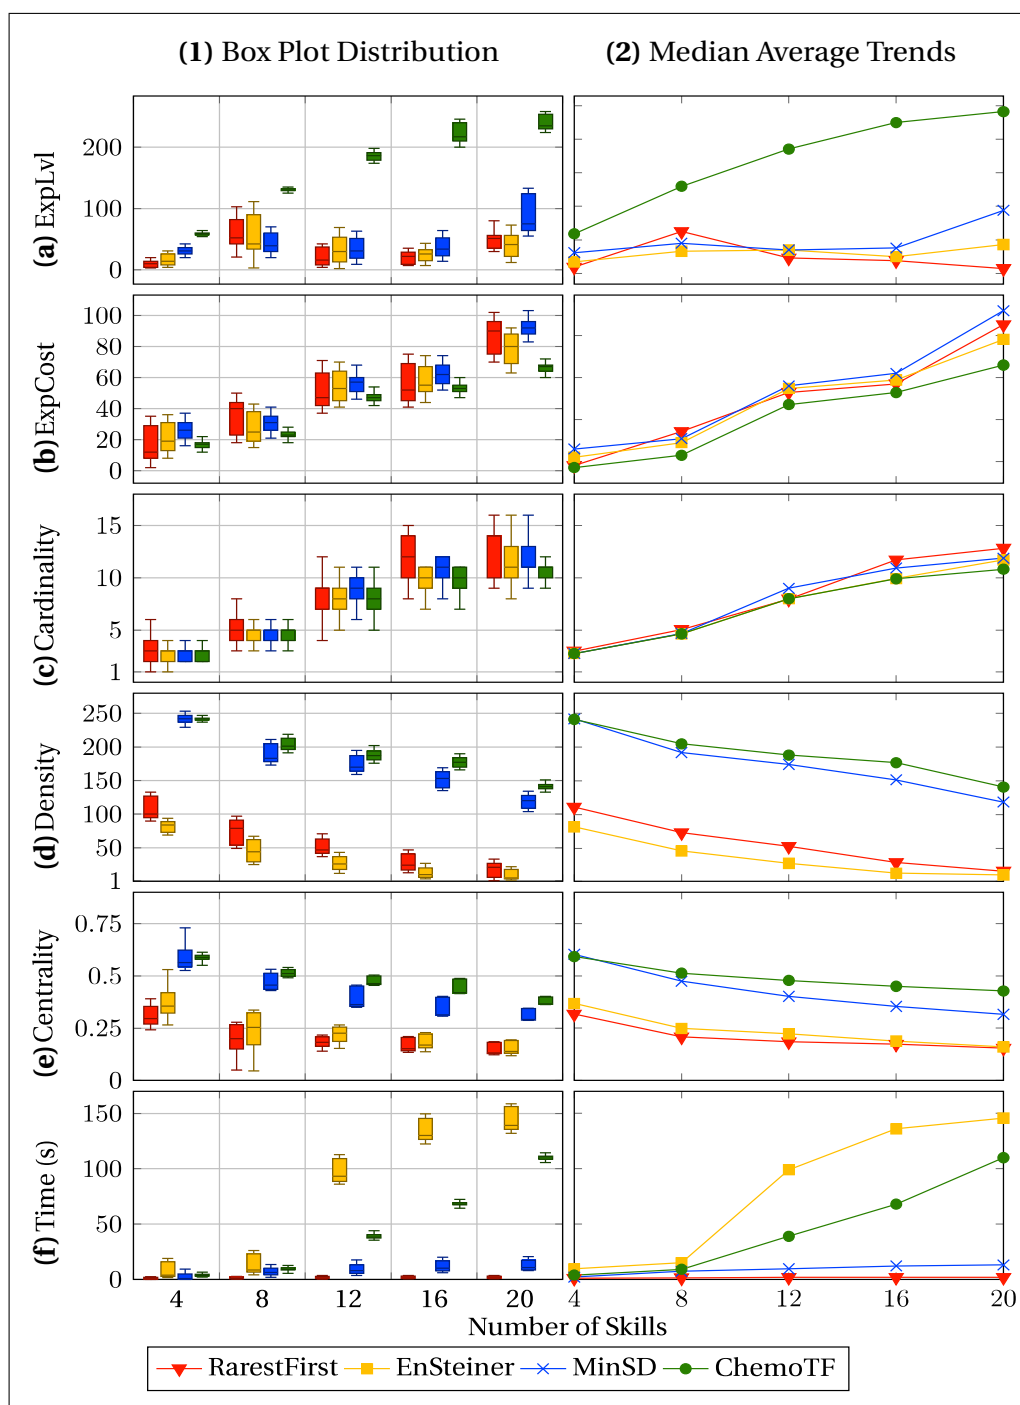 (1) Box Plot Distribution
(2) Median Average Trends
(a) ExpLvl
200
100
0
(b) ExpCost
100
80
60
40
20
0
(c) Cardinality
15
10
5
1
(d) Density
250
200
150
100
50
1
(e) Centrality
0.75
0.5
0.25
0
(f) Time (s)
150
100
50
0
4 8 12 16 20 4 8 12 16 20
Number of Skills
RarestFirst EnSteiner MinSD ChemoTF